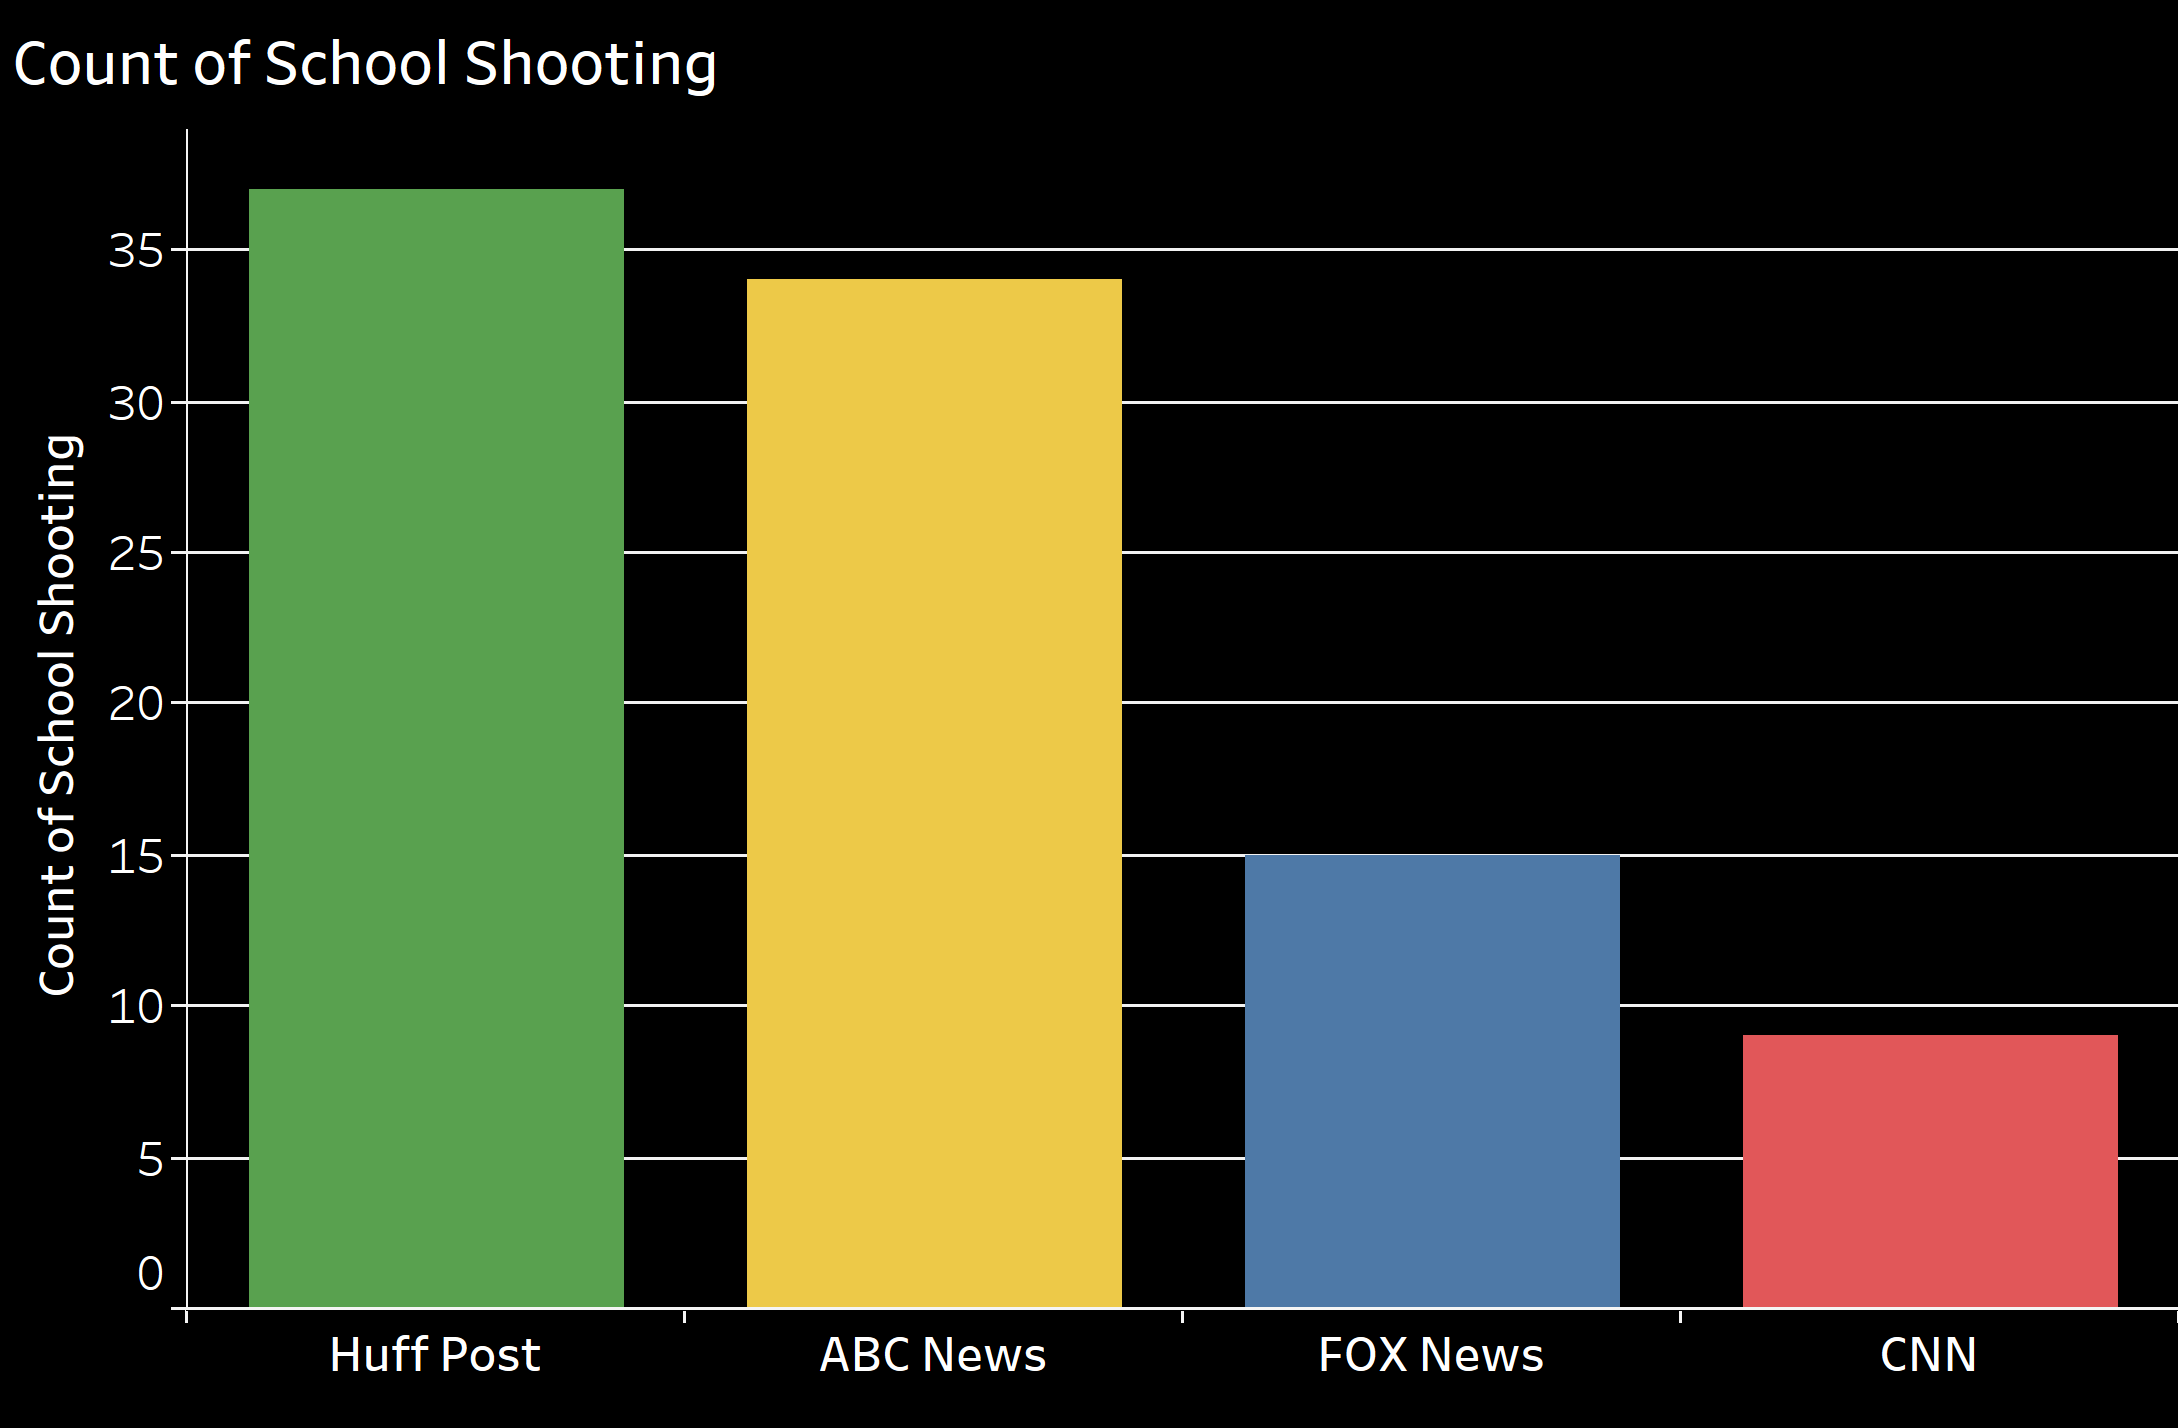 Count of School Shooting
Count of School Shooting
35
30
25
20
15
10
5
0
Huff Post
ABC News
FOX News
CNN